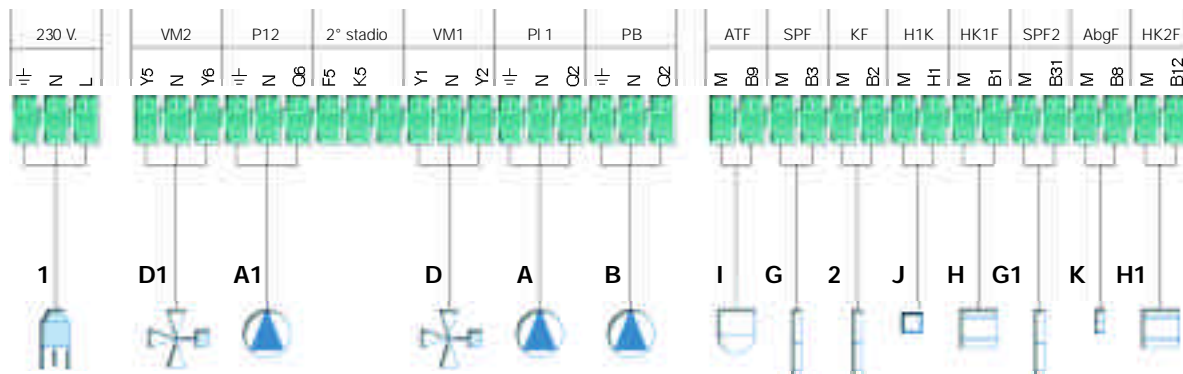 230 V. VM2 P12 2° stadio VM1 PI 1 PB ATF SPF KF H1K HK1F SPF2 AbgF HK2F
N L Y5 N Y6 N Q6 F5 K5 Y1 N Y2 N Q2 N Q2 M B9 M B3 M B2 M H1 M B1 M B31 M B8 M B12
1 D1 A1 D A B I G 2 J H G1 K H1